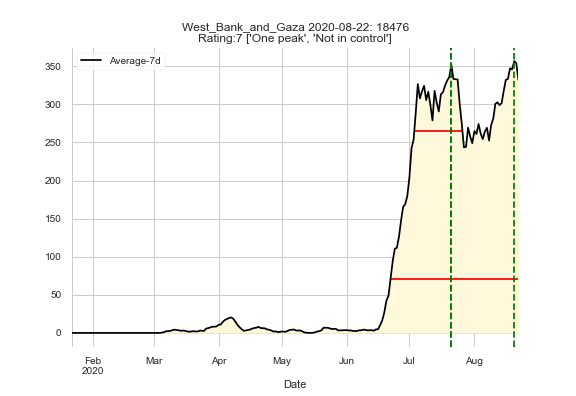 West_Bank_and_Gaza 2020-08-22: 18476
Rating:7 ['One peak', 'Not in control']
Average-7d
350
300
250
200
150
100
50
0
Feb Mar Apr May Jun Jul Aug
2020
Date